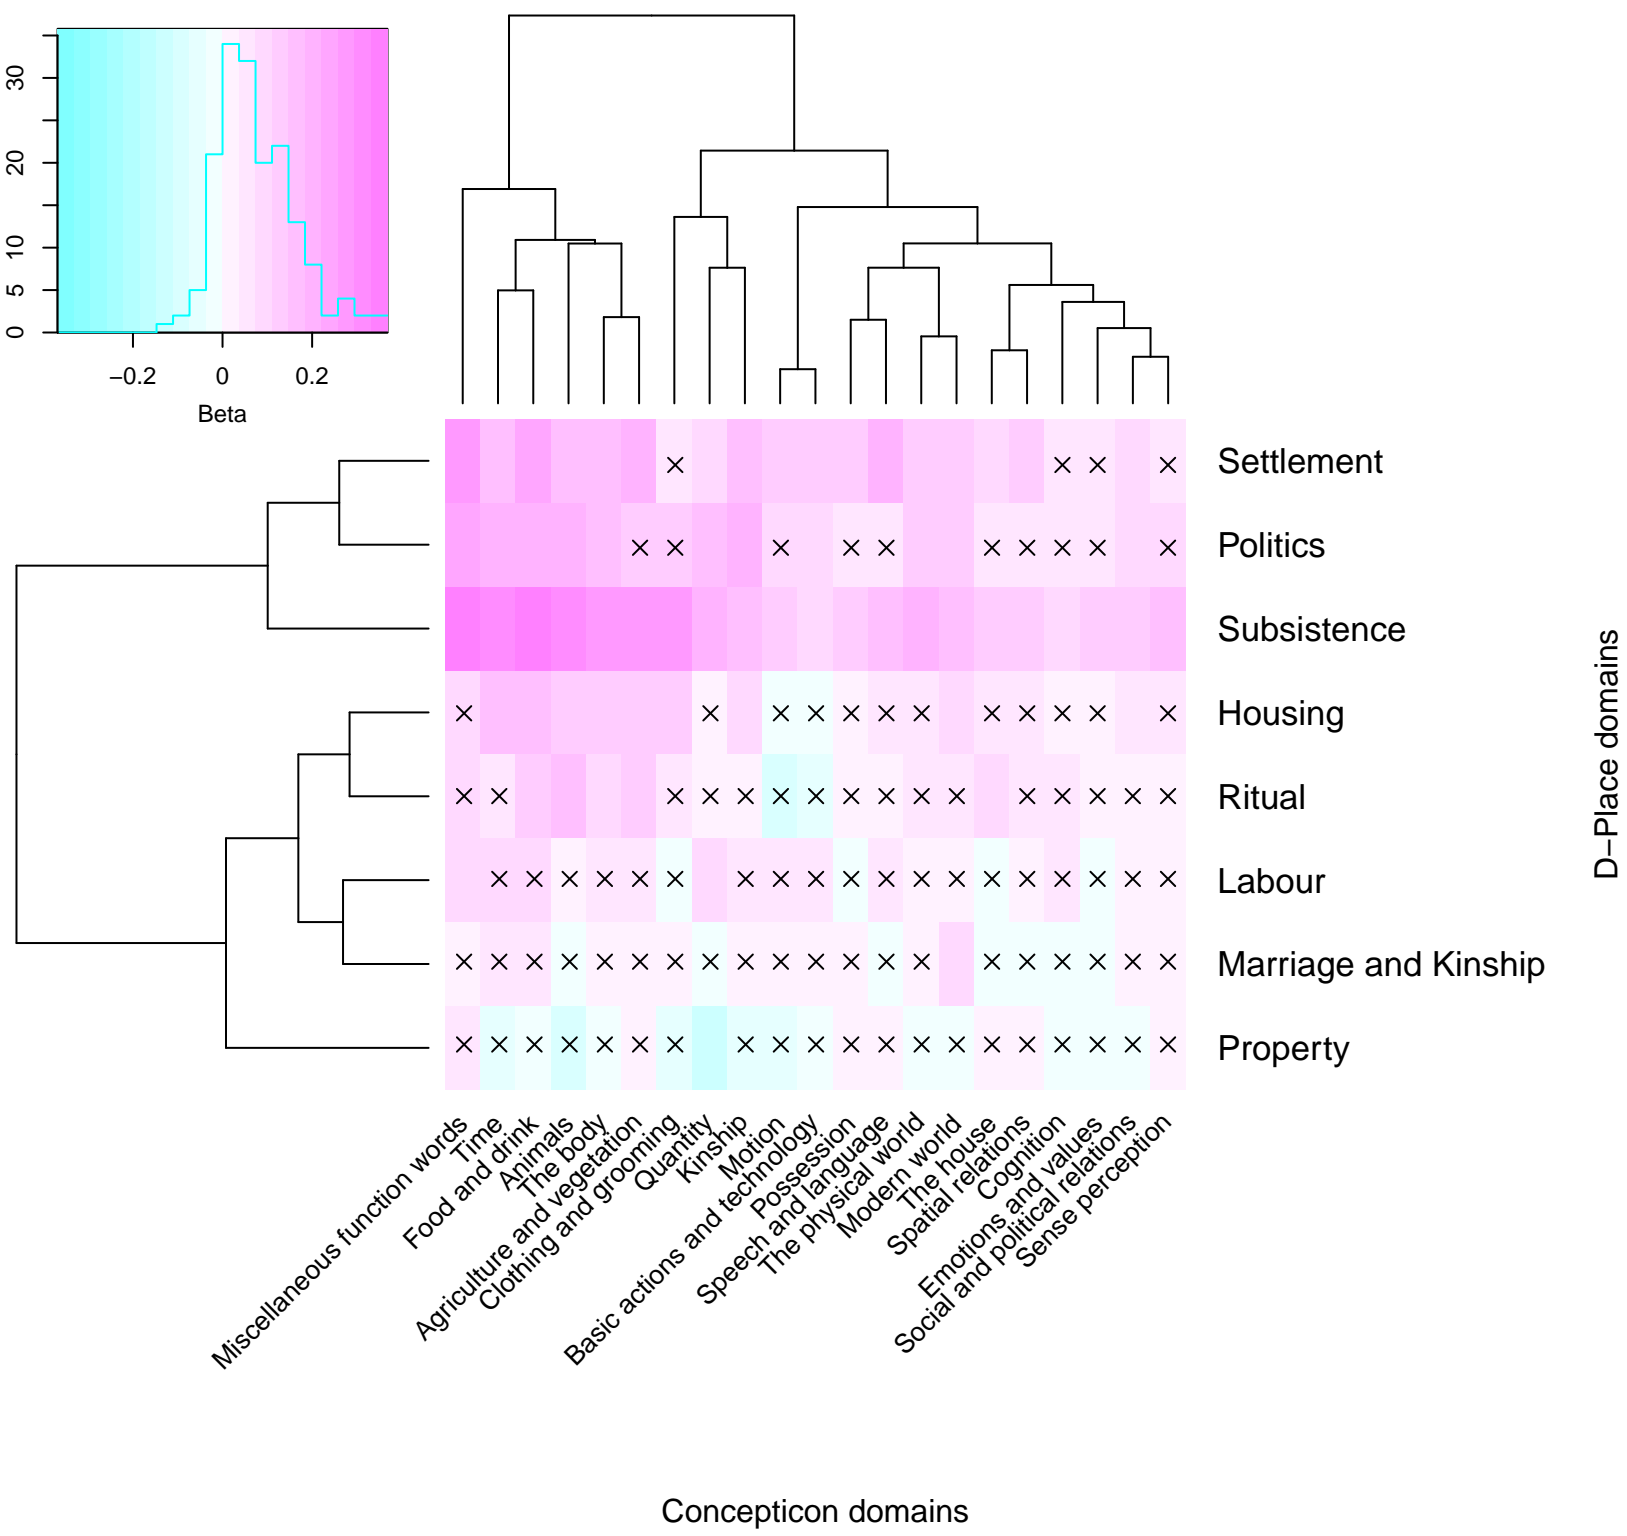 30
20
10
5
0
−0.2 0 0.2
Beta
Settlement
Politics
Subsistence
Housing
Ritual
Labour
Marriage and Kinship
Property
D−Place domains
Miscellaneous function words
Time
Food and drink
Animals
The body
Agriculture and vegetation
Clothing and grooming
Quantity
Kinship
Motion
Basic actions and technology
Possession
Speech and language
The physical world
Modern world
The house
Spatial relations
Cognition
Emotions and values
Social and political relations
Sense perception
Concepticon domains